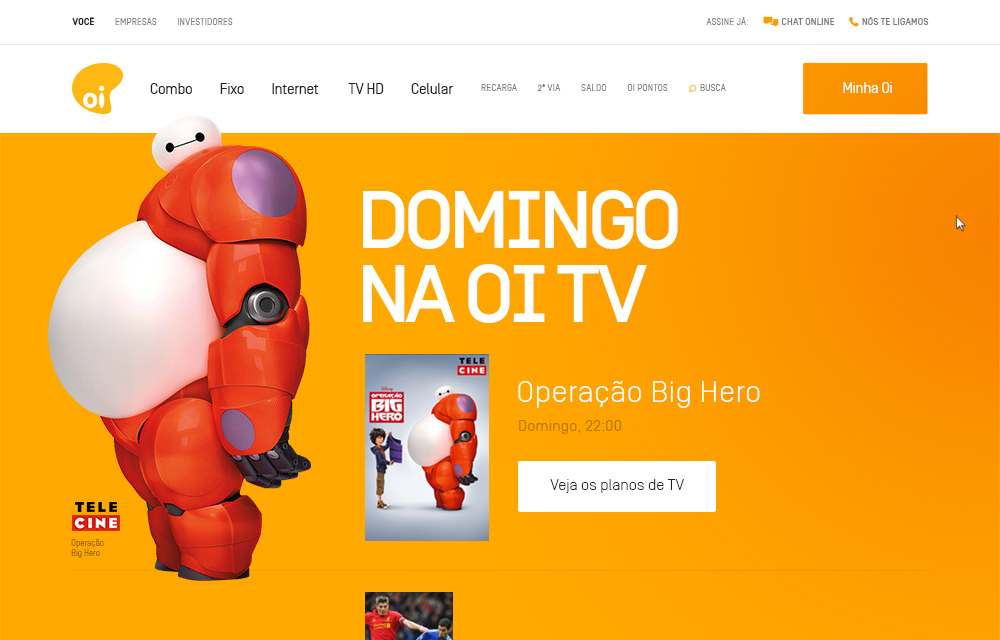 VOCÊ EMPRESAS INVESTIDORES
ASSINE JÁ: CHAT ONLINE NÓS TE LIGAMOS
oi
Combo Fixo Internet TV HD Celular RECARGA 2ª VIA SALDO OI PONTOS BUSCA
Minha Oi
DOMINGO
NA OI TV
TELE
CINE
Disney
OPERAÇÃO
BIG
HERO
Operação Big Hero
Domingo, 22:00
Veja os planos de TV
TELE
CINE
Operação
Big Hero